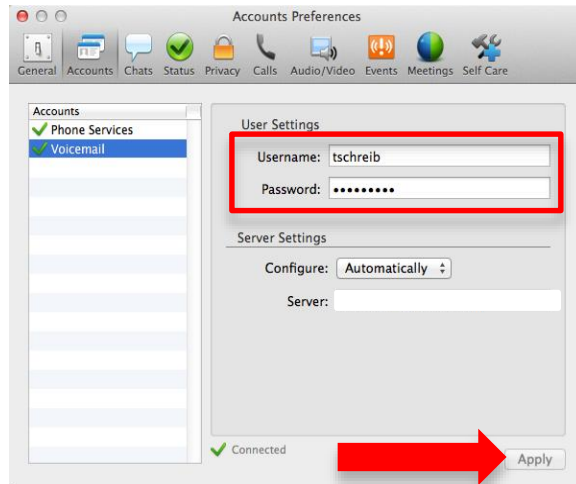 Accounts Preferences
General Accounts Chats Status Privacy Calls Audio/Video Events Meetings Self Care
Accounts
Phone Services
Voicemail
User Settings
Username: tschreib
Password: •••••••••
Server Settings
Configure: Automatically
Server:
Connected
Apply